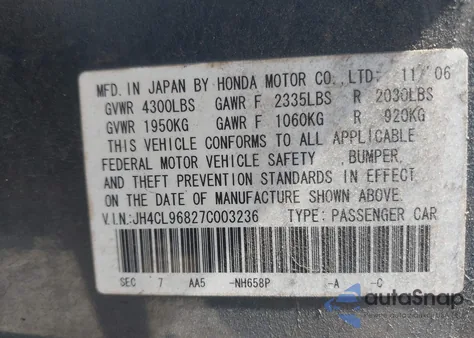 MFD. IN JAPAN BY HONDA MOTOR CO., LTD: 11/06
GVWR 4300LBS GAWR F 2335LBS R 2030LBS
GVWR 1950KG GAWR F 1060KG R 920KG
THIS VEHICLE CONFORMS TO ALL APPLICABLE
FEDERAL MOTOR VEHICLE SAFETY , BUMPER,
AND THEFT PREVENTION STANDARDS IN EFFECT
ON THE DATE OF MANUFACTURE SHOWN ABOVE.
V.I.N.:JH4CL96827C003236 TYPE: PASSENGER CAR
SEC 7 AA5 -NH658P -A -C
autoSnap